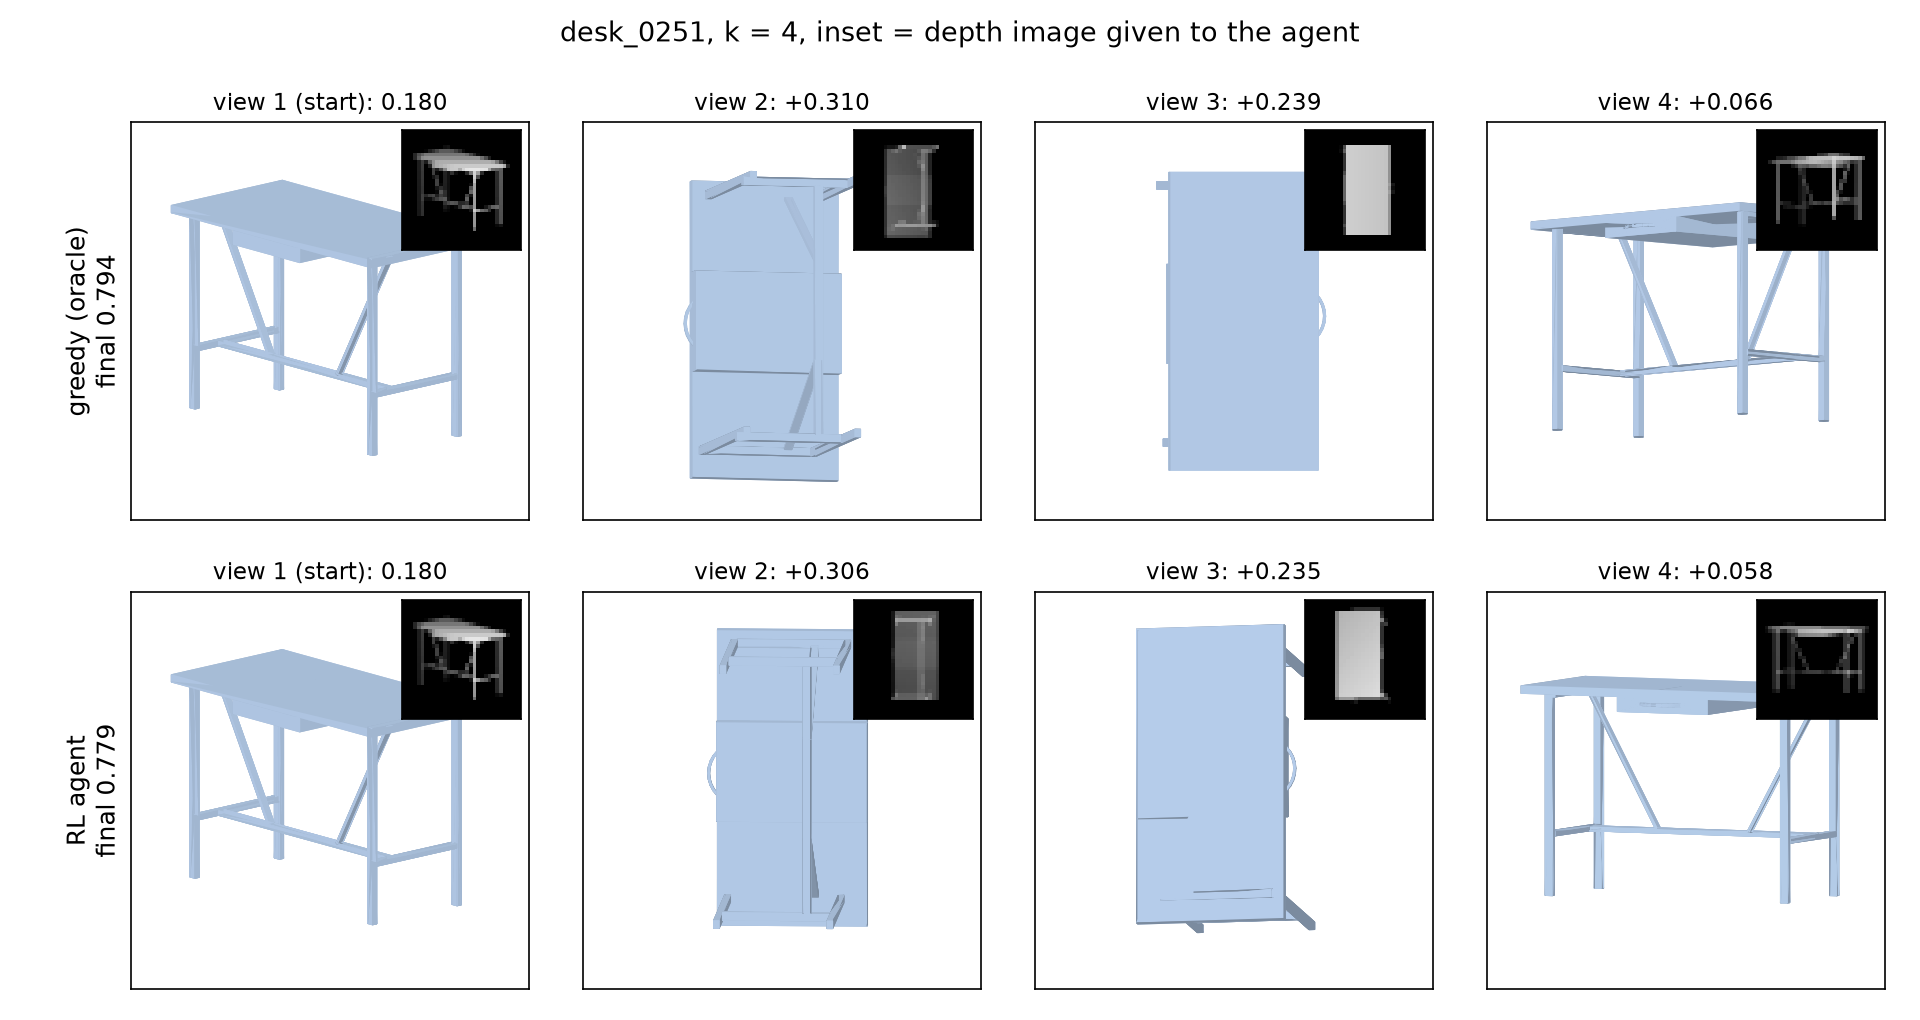 desk_0251, k = 4, inset = depth image given to the agent
view 1 (start): 0.180
view 2: +0.310
view 3: +0.239
view 4: +0.066
greedy (oracle)
final 0.794
view 1 (start): 0.180
view 2: +0.306
view 3: +0.235
view 4: +0.058
RL agent
final 0.779